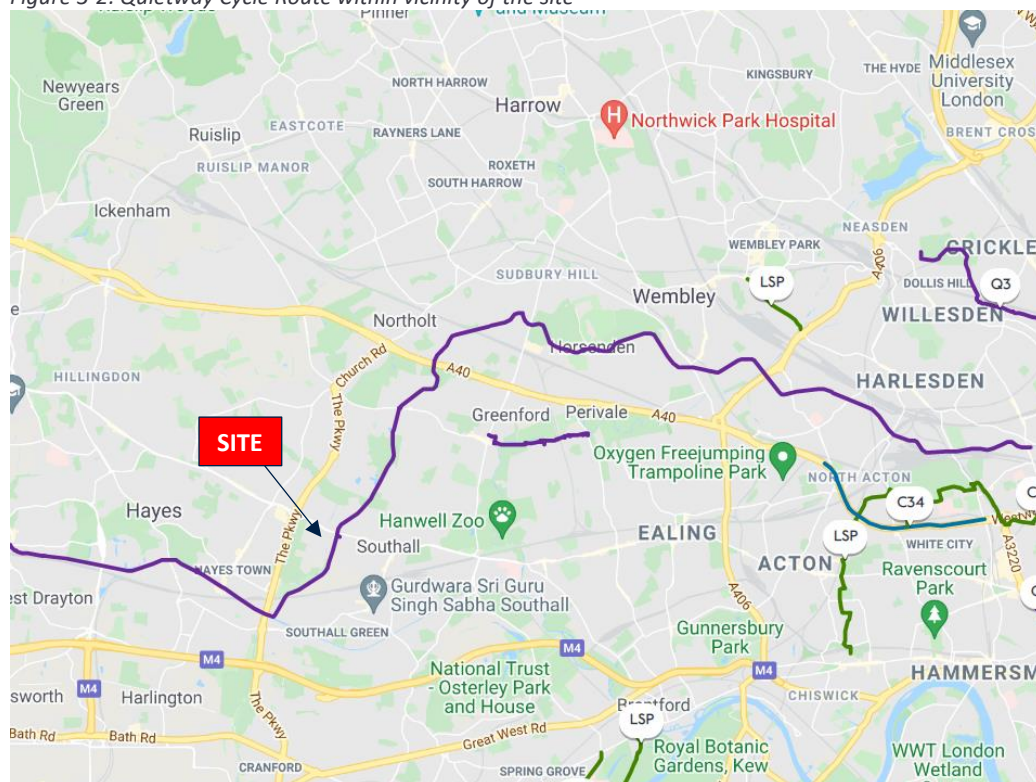 Figure 3-2: Quietway Cycle Route within vicinity of the site
Pinner
and Museum
Middlesex
University
London
THE HYDE
KINGSBURY
Newyears
Green
NORTH HARROW
Harrow
Northwick Park Hospital
BRENT CROS
EASTCOTE
RAYNERS LANE
Ruislip
RUISLIP MANOR
ROXETH
SOUTH HARROW
Ickenham
NEASDEN
WEMBLEY PARK
A406
CRICKLE
SUDBURY HILL
LSP
DOLLIS HILL
Q3
Wembley
WILLESDEN
Northolt
Horsenden
Church Rd
A40
HARLESDEN
HILLINGDON
The Pkwy
Greenford
Perivale
A40
SITE
Oxygen Freejumping
Trampoline Park
NORTH ACTON
C34
Hayes
The Pkwy
Hanwell Zoo
EALING
LSP
WHITE CITY
A3220
Southall
ACTON
HAYES TOWN
Ravenscourt
Park
est Drayton
Gurdwara Sri Guru
Singh Sabha Southall
A406
SOUTHALL GREEN
Gunnersbury
Park
M4
M4
M4
National Trust
- Osterley Park
and House
HAMMERSM
M4
sworth
Harlington
The Pkwy
CHISWICK
Brentford
LSP
Bath Rd
Bath Rd
Great West Rd
Royal Botanic
Gardens, Kew
WWT London
Wetland
CRANFORD
SPRING GROVE